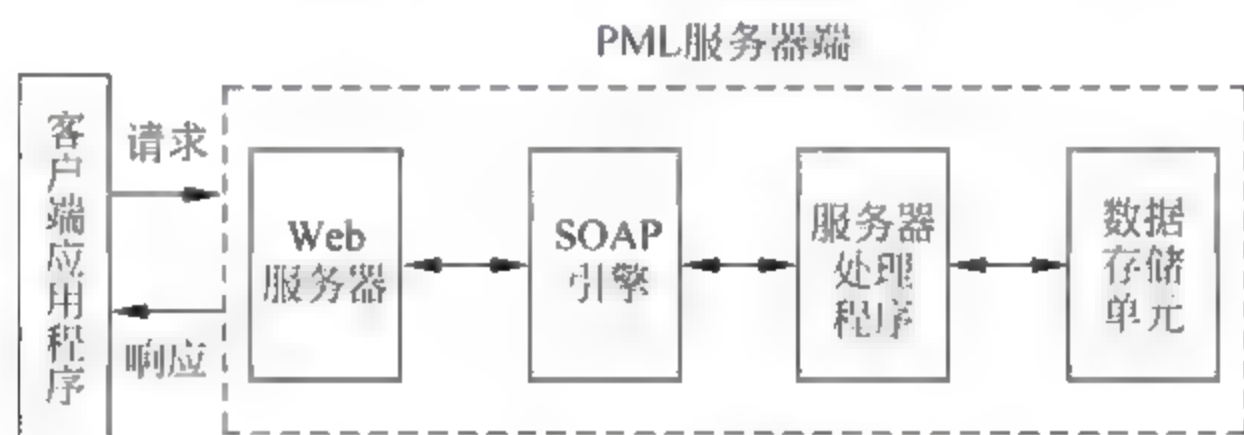 PML服务器端
客户端应用程序
请求
响应
Web
服务器
SOAP
引擎
服务器
处理
程序
数据
存储
单元